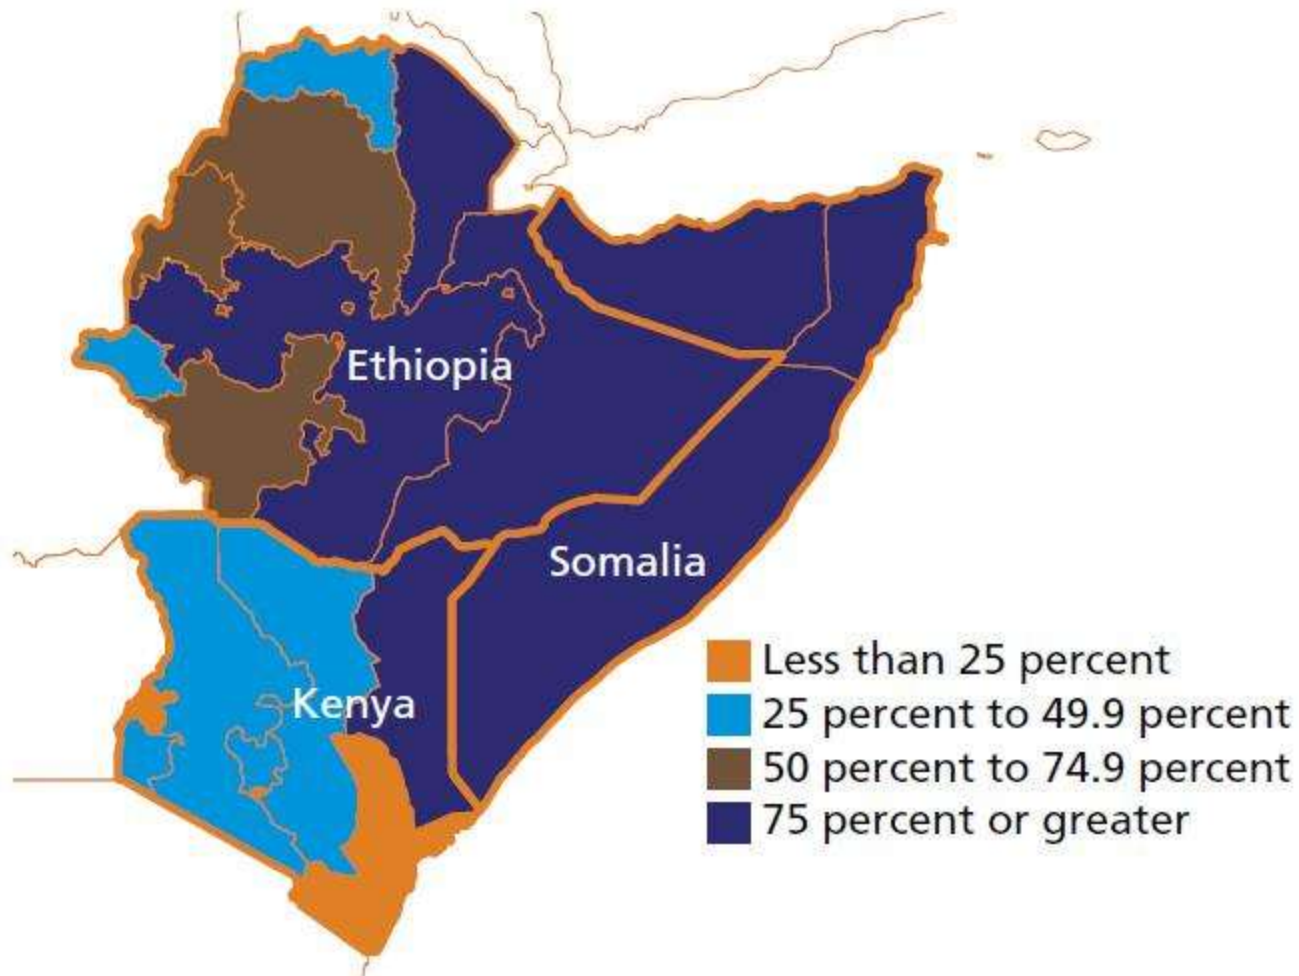 Ethiopia
Somalia
Kenya
Less than 25 percent
25 percent to 49.9 percent
50 percent to 74.9 percent
75 percent or greater